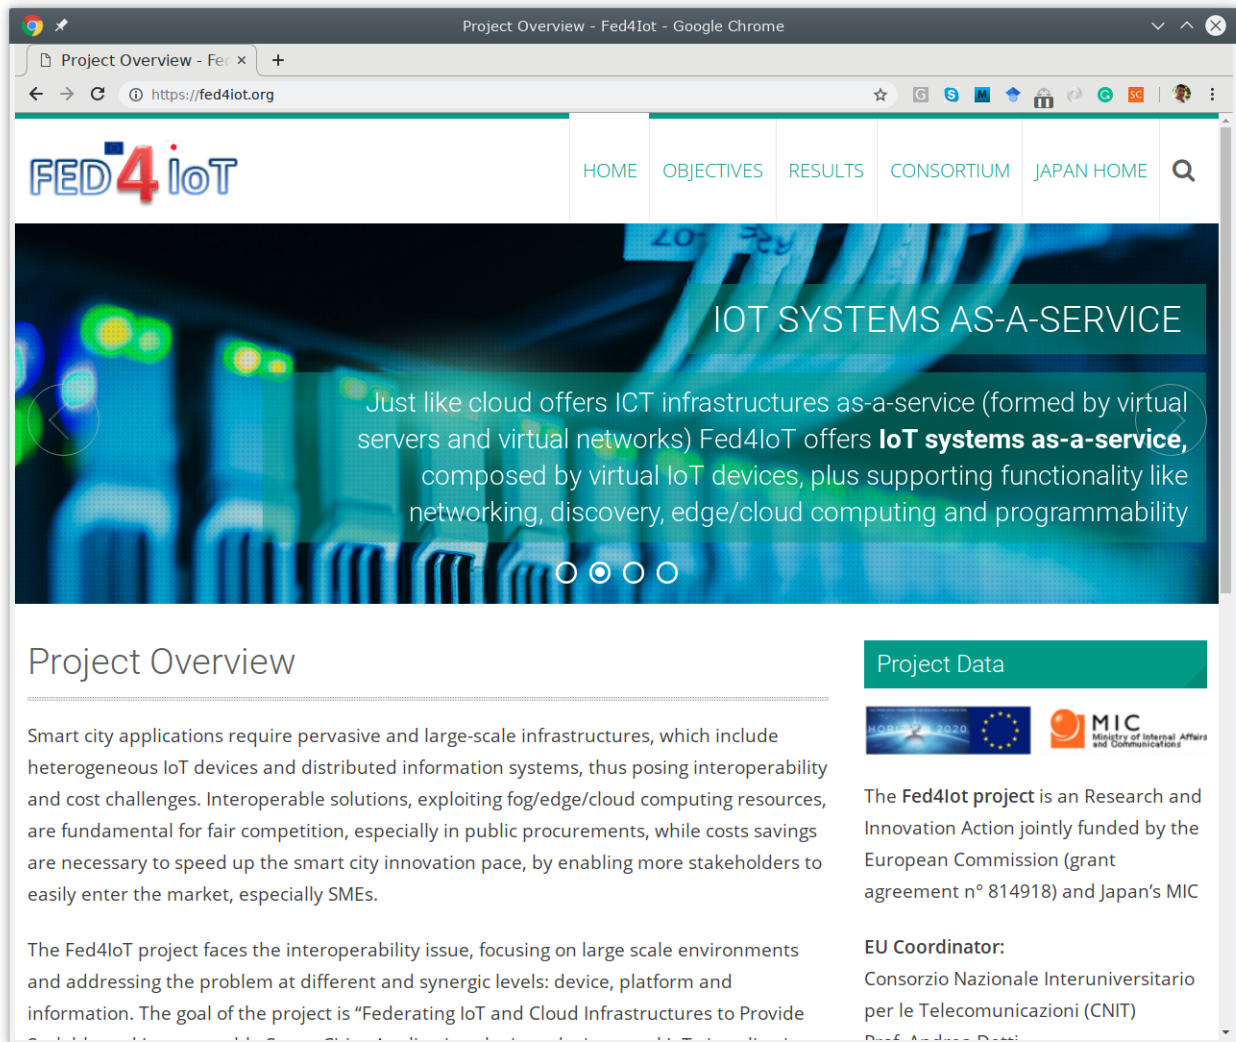 Project Overview - Fed4Iot - Google Chrome
Project Overview - Fe
https://fed4iot.org
FED4IoT
HOME OBJECTIVES RESULTS CONSORTIUM JAPAN HOME
IOT SYSTEMS AS-A-SERVICE
Just like cloud offers ICT infrastructures as-a-service (formed by virtual
servers and virtual networks) Fed4IoT offers IoT systems as-a-service,
composed by virtual IoT devices, plus supporting functionality like
networking, discovery, edge/cloud computing and programmability
Project Overview
Smart city applications require pervasive and large-scale infrastructures, which include
heterogeneous IoT devices and distributed information systems, thus posing interoperability
and cost challenges. Interoperable solutions, exploiting fog/edge/cloud computing resources,
are fundamental for fair competition, especially in public procurements, while costs savings
are necessary to speed up the smart city innovation pace, by enabling more stakeholders to
easily enter the market, especially SMEs.
The Fed4IoT project faces the interoperability issue, focusing on large scale environments
and addressing the problem at different and synergic levels: device, platform and
information. The goal of the project is “Federating IoT and Cloud Infrastructures to Provide
Project Data
HORIZON 2020
MIC
Ministry of Internal Affairs
and Communications
The Fed4Iot project is an Research and
Innovation Action jointly funded by the
European Commission (grant
agreement n° 814918) and Japan’s MIC
EU Coordinator:
Consorzio Nazionale Interuniversitario
per le Telecomunicazioni (CNIT)